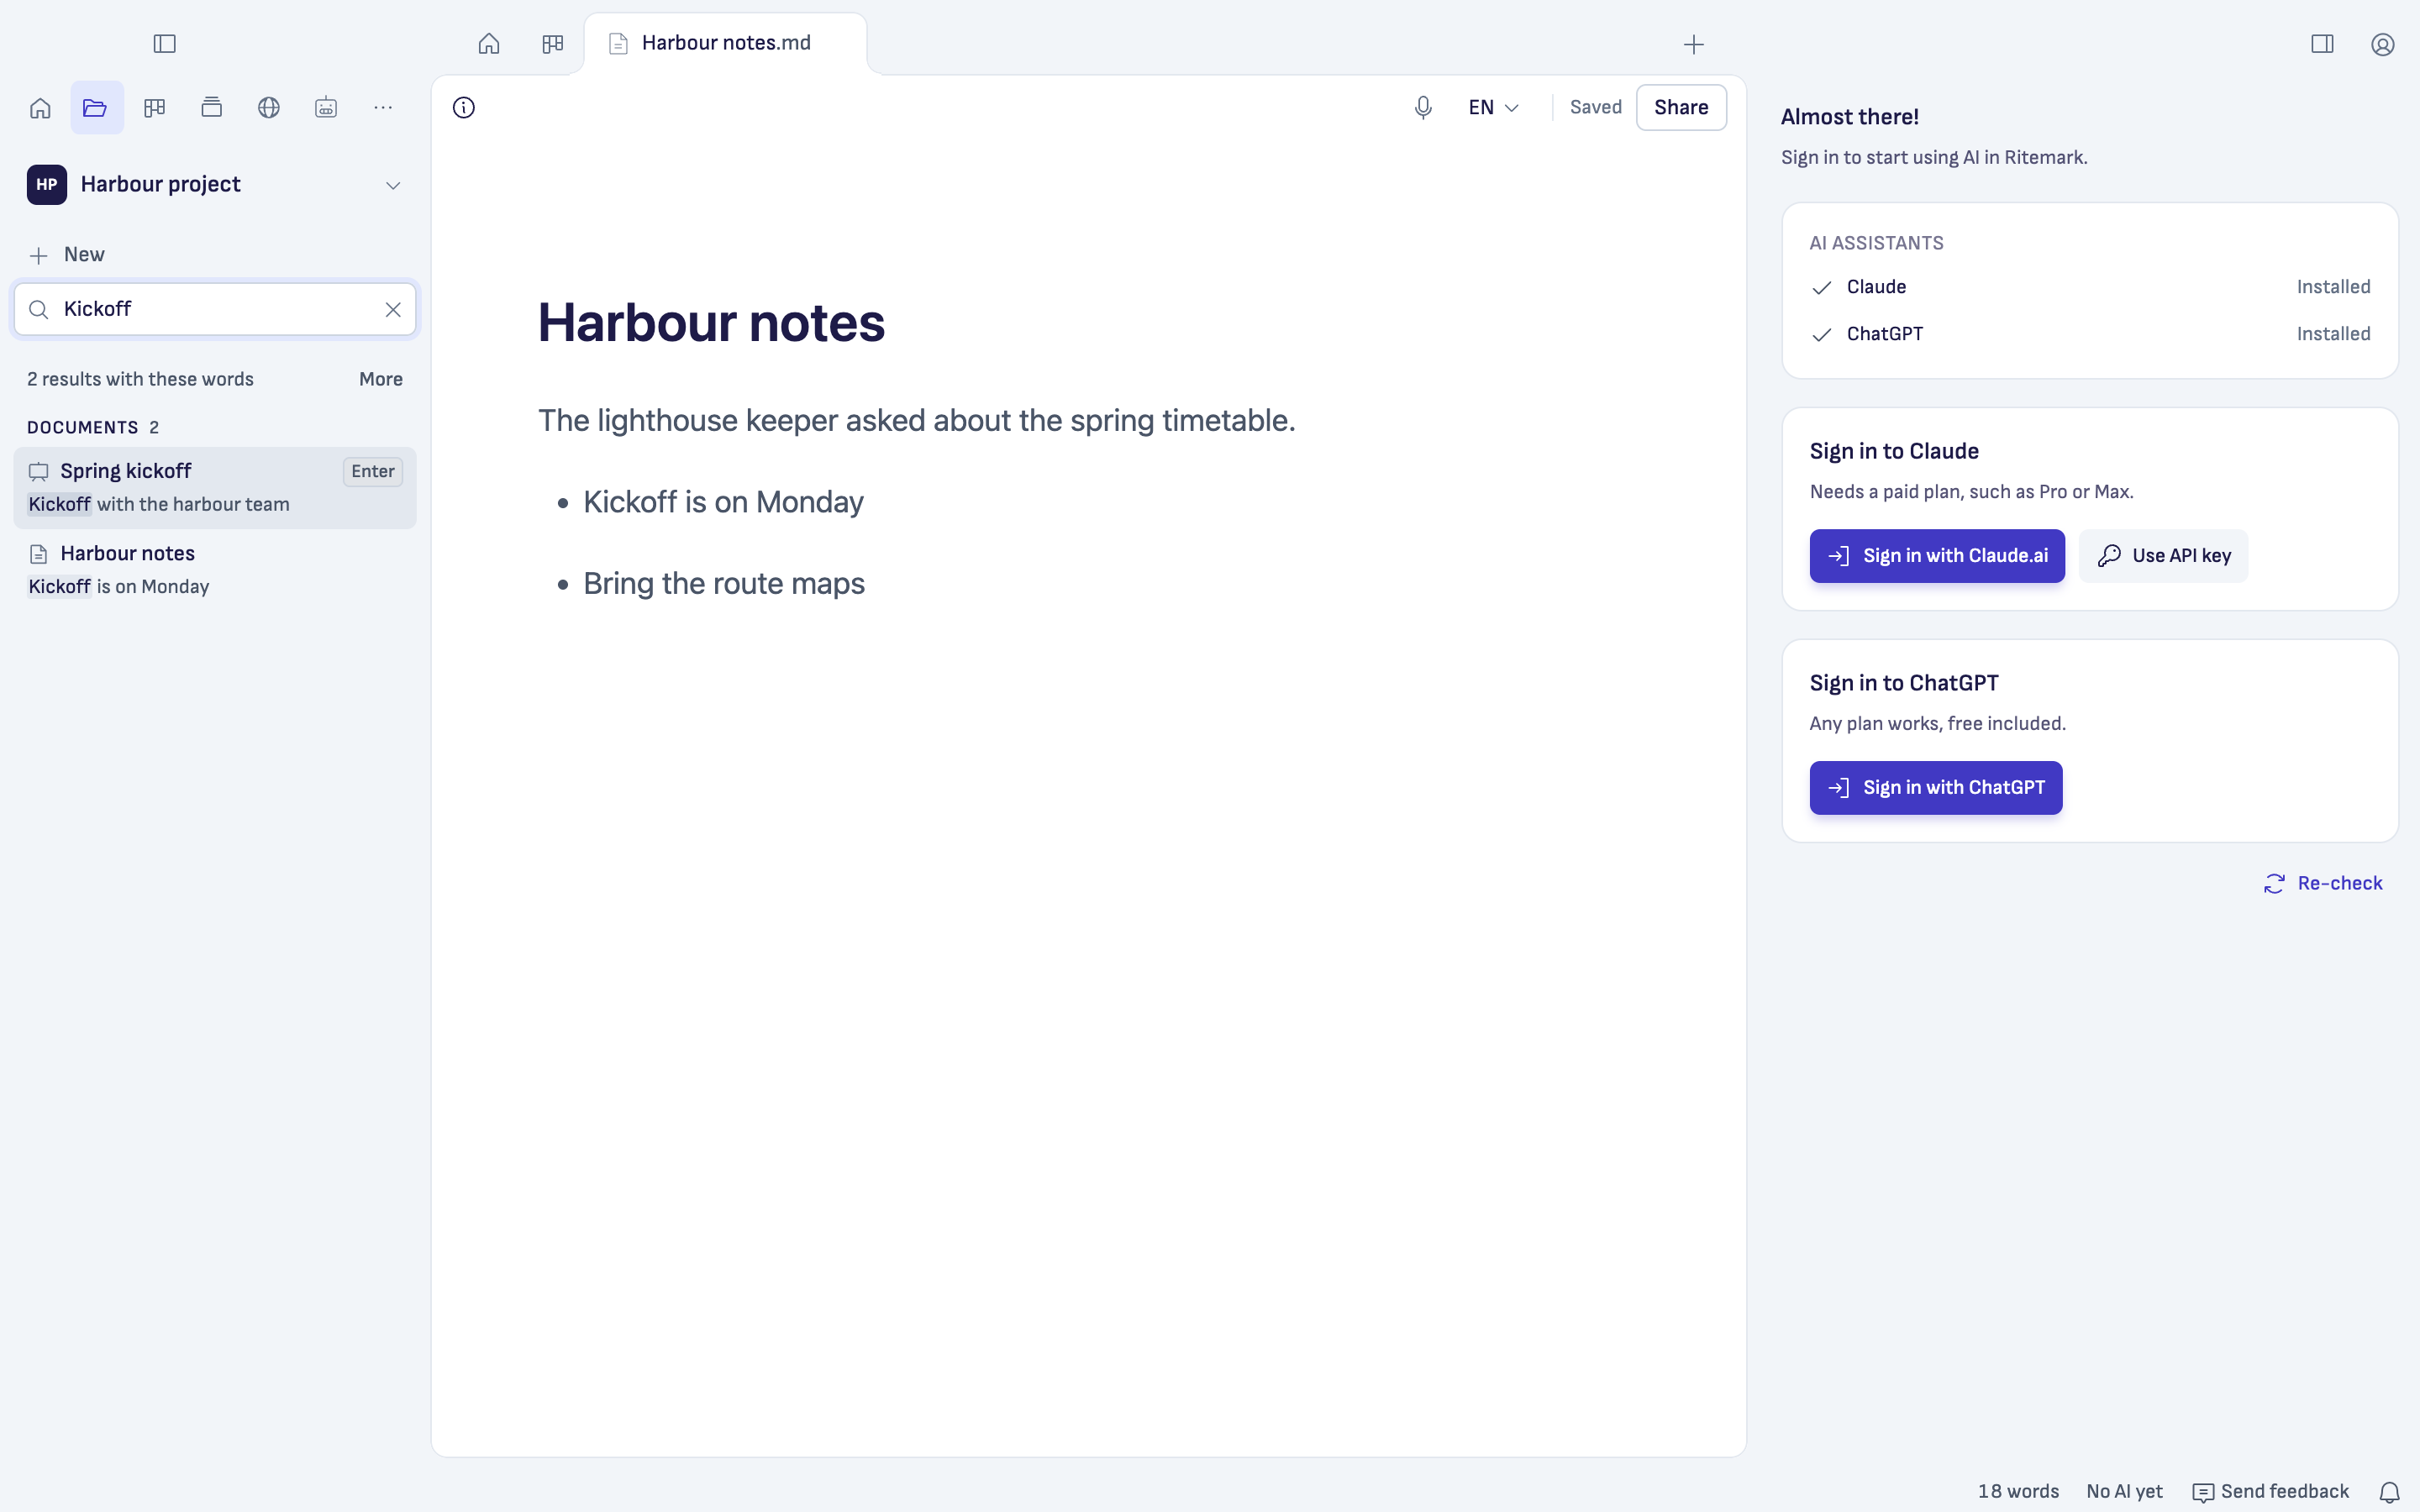 Harbour notes.md
HP Harbour project
New
Kickoff
2 results with these words More
DOCUMENTS 2
Spring kickoff Enter
Kickoff with the harbour team
Harbour notes
Kickoff is on Monday
EN Saved Share
Harbour notes
The lighthouse keeper asked about the spring timetable.
• Kickoff is on Monday
• Bring the route maps
Almost there!
Sign in to start using AI in Ritemark.
AI ASSISTANTS
Claude Installed
ChatGPT Installed
Sign in to Claude
Needs a paid plan, such as Pro or Max.
Sign in with Claude.ai Use API key
Sign in to ChatGPT
Any plan works, free included.
Sign in with ChatGPT
Re-check
18 words No AI yet Send feedback